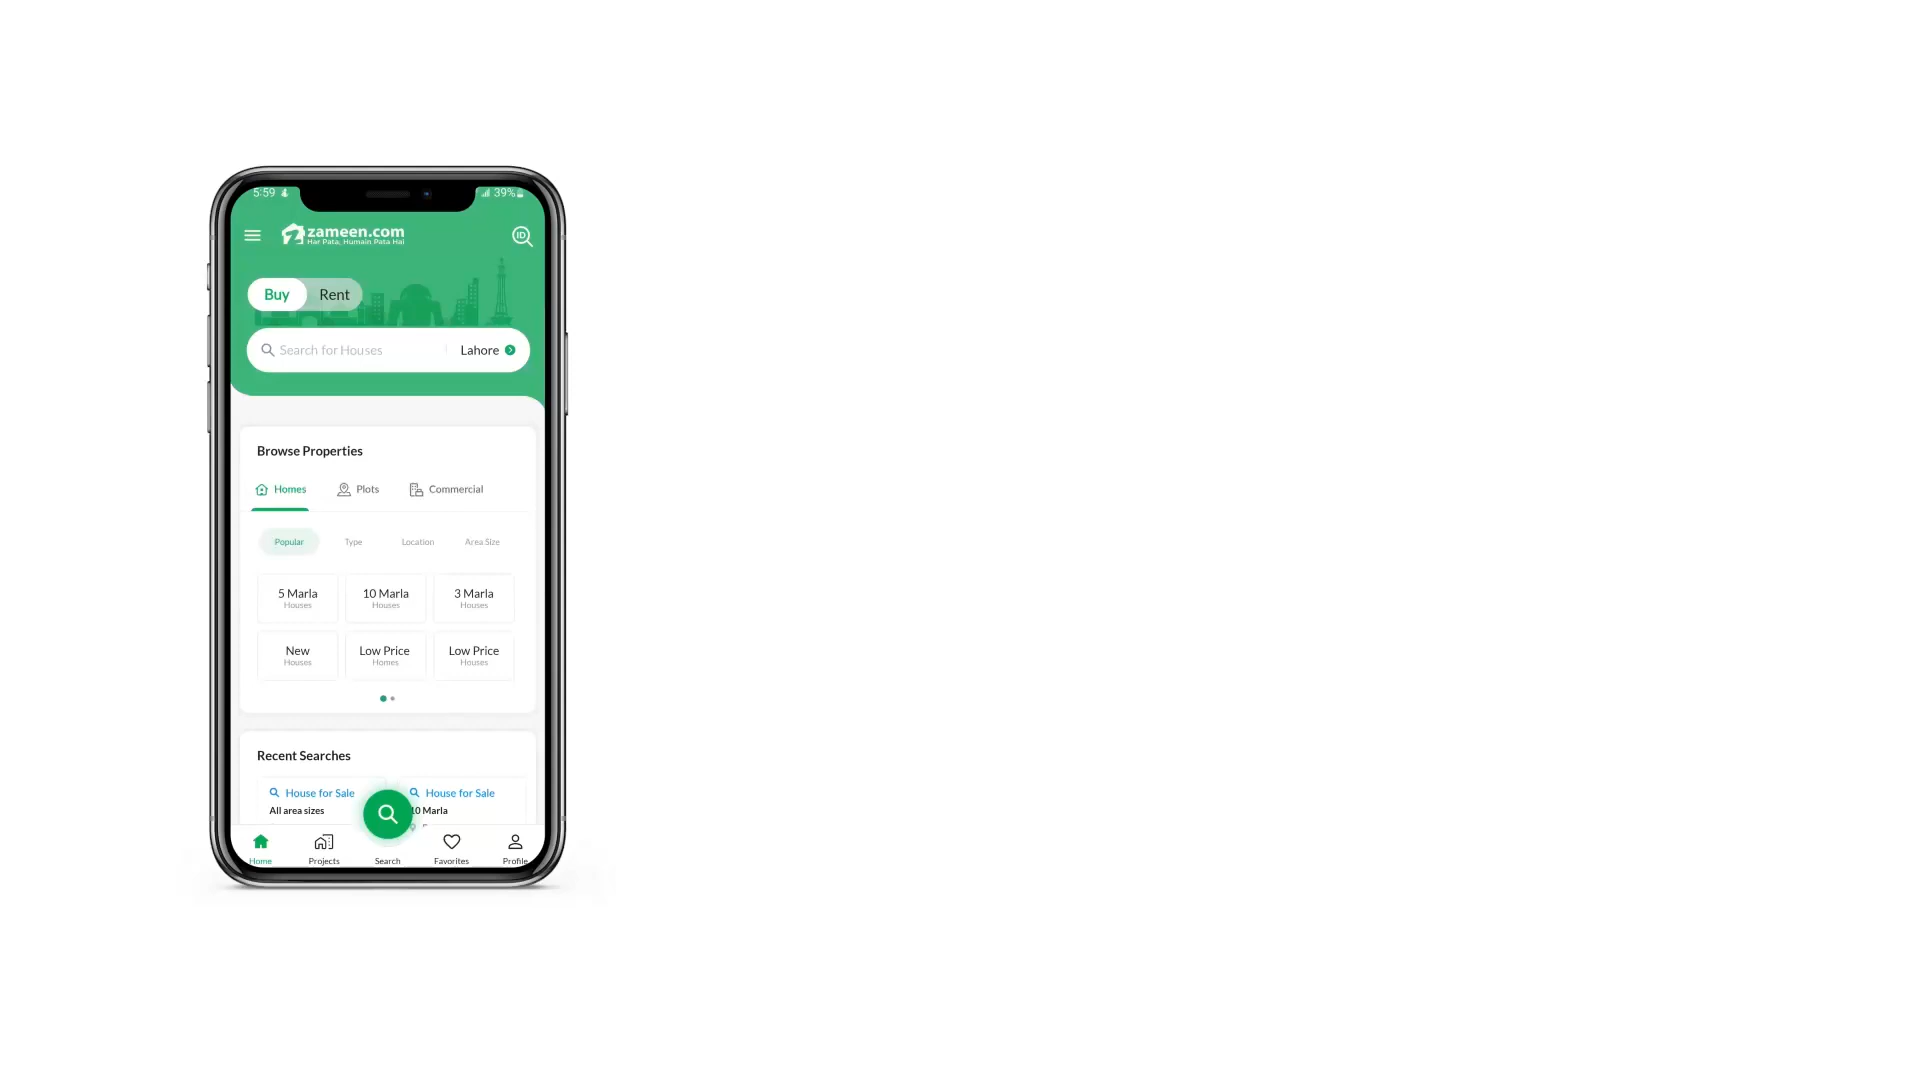 5:59
39%
zameen.com
Har Pata, Humain Pata Hai
ID
Buy
Rent
Search for Houses
Lahore
Browse Properties
Homes
Plots
Commercial
Popular
Type
Location
Area Size
5 Marla
Houses
10 Marla
Houses
3 Marla
Houses
New
Houses
Low Price
Homes
Low Price
Houses
Recent Searches
House for Sale
All area sizes
House for Sale
10 Marla
Home
Projects
Search
Favorites
Profile